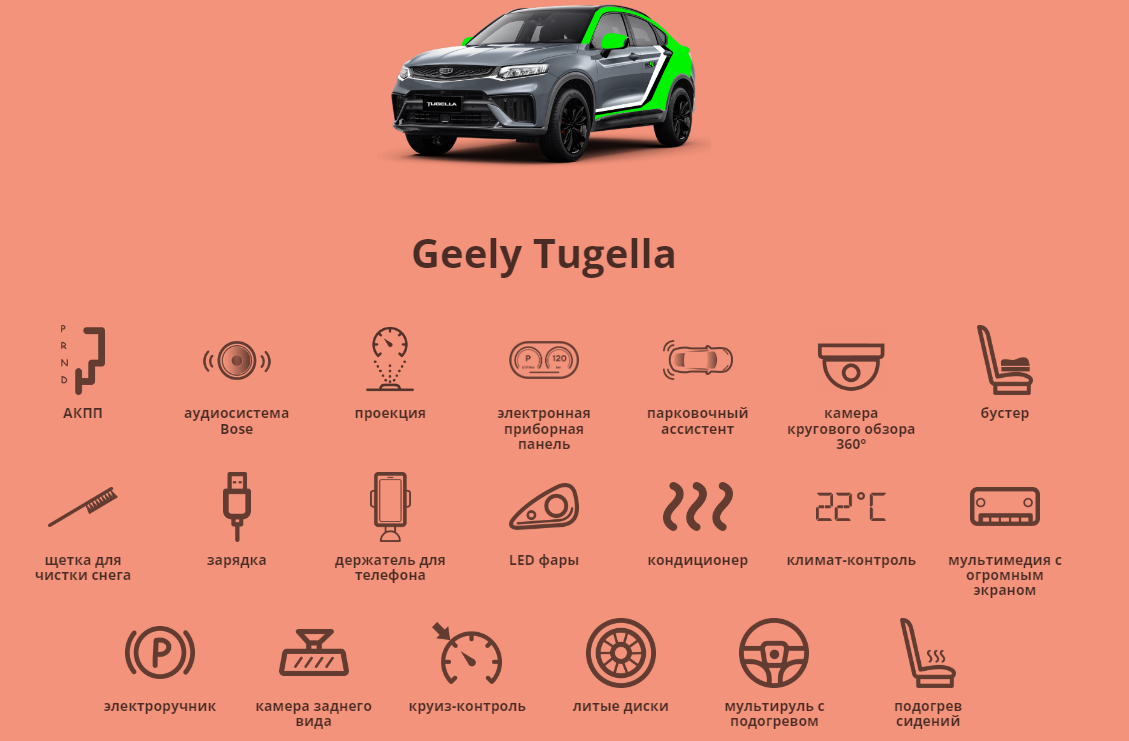 TUGELLA
Geely Tugella
P
R
N
D
P
120
22°C
АКПП
аудиосистема
Bose
проекция
электронная
приборная
панель
парковочный
ассистент
камера
кругового обзора
360°
бустер
щетка для
чистки снега
зарядка
держатель для
телефона
LED фары
кондиционер
климат-контроль
мультимедия с
огромным
экраном
P
электроручник
камера заднего
вида
круиз-контроль
литые диски
мультируль с
подогревом
подогрев
сидений